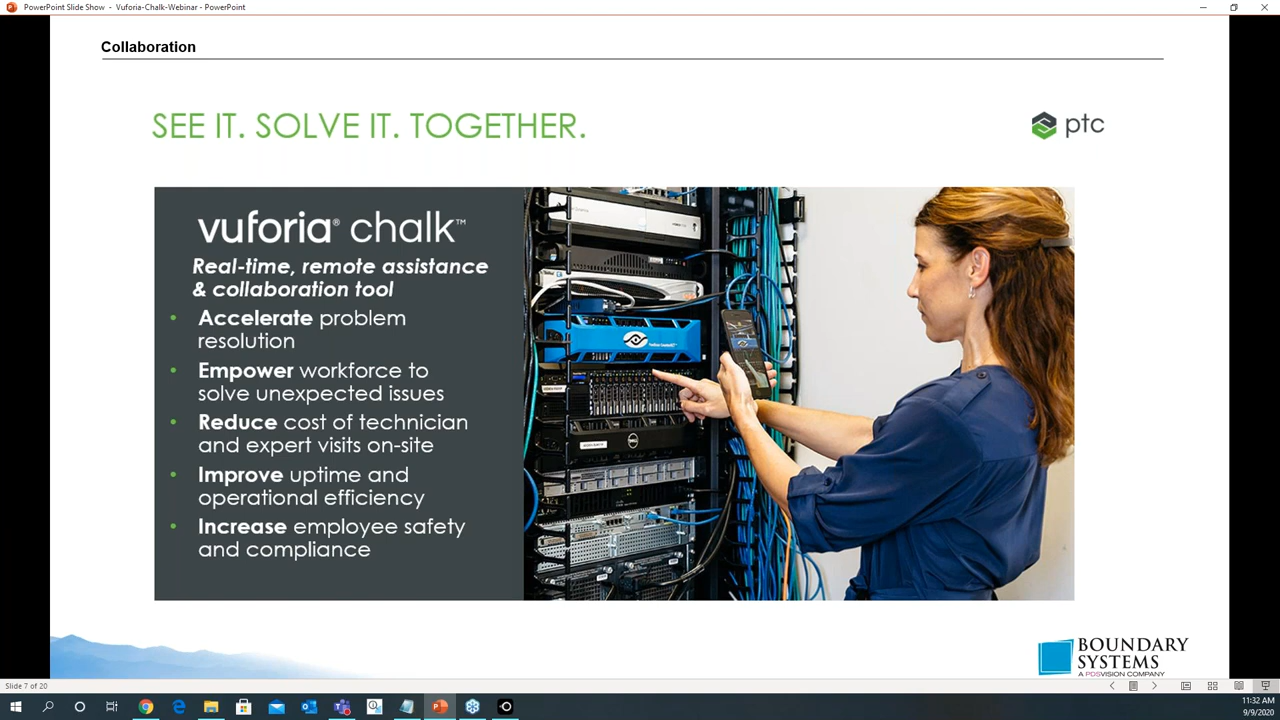 PowerPoint Slide Show - Vuforia-Chalk-Webinar - PowerPoint
Collaboration
SEE IT. SOLVE IT. TOGETHER.
ptc
vuforia® chalk™
Real-time, remote assistance
& collaboration tool
• Accelerate problem
resolution
• Empower workforce to
solve unexpected issues
• Reduce cost of technician
and expert visits on-site
• Improve uptime and
operational efficiency
• Increase employee safety
and compliance
DELL
BOUNDARY
SYSTEMS
A PDSVISION COMPANY
Slide 7 of 20
11:32 AM
9/9/2020